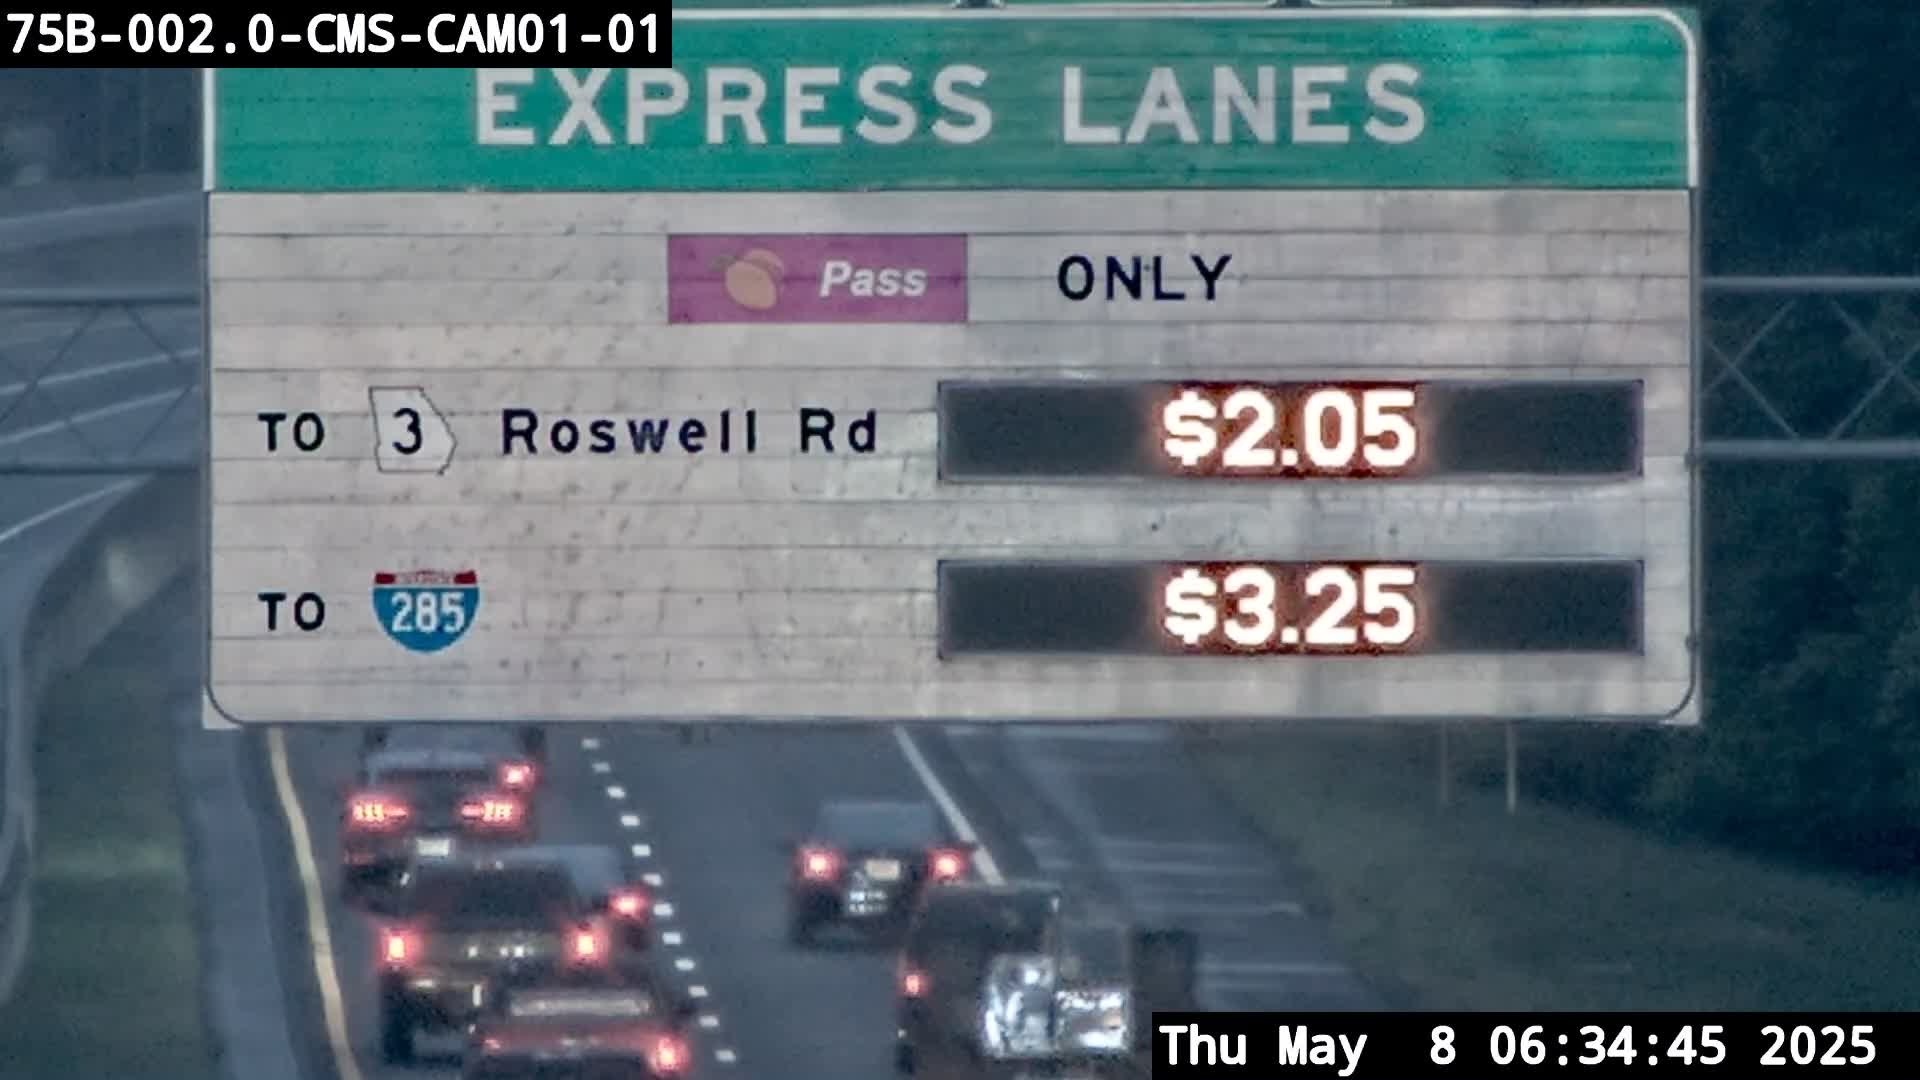 75B-002.0-CMS-CAM01-01
EXPRESS LANES
Pass ONLY
TO 3 Roswell Rd $2.05
TO 285 $3.25
Thu May 8 06:34:45 2025